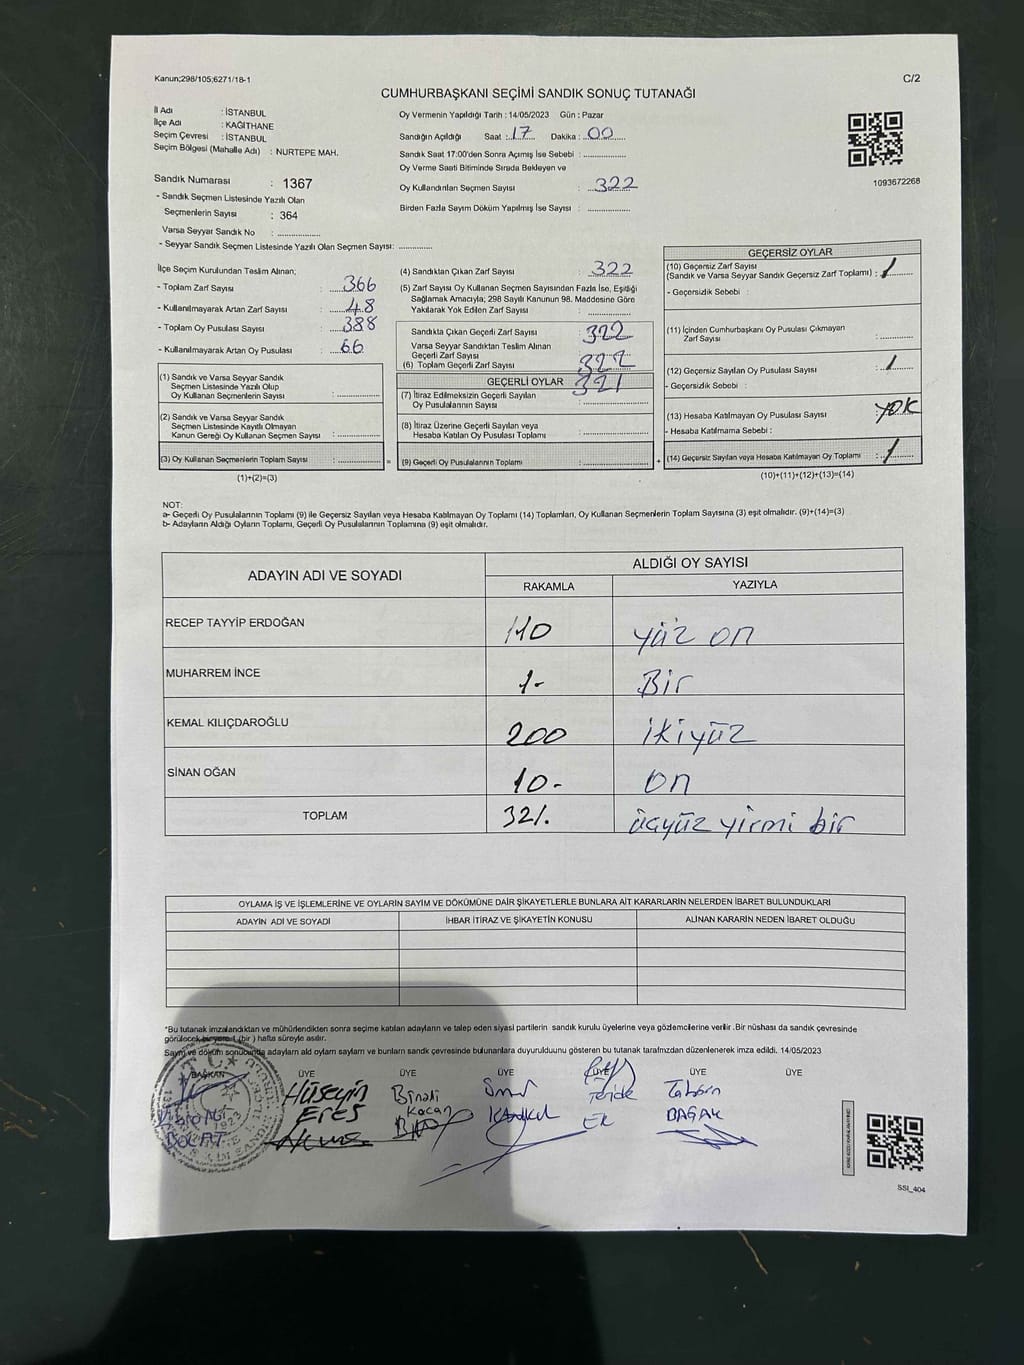 Kanun;298/105;6271/18-1
C/2
CUMHURBAŞKANI SEÇİMİ SANDIK SONUÇ TUTANAĞI
İl Adı : İSTANBUL
İlçe Adı : KAĞITHANE
Seçim Çevresi : İSTANBUL
Seçim Bölgesi (Mahalle Adı) : NURTEPE MAH.
Sandık Numarası : 1367
- Sandık Seçmen Listesinde Yazılı Olan
Seçmenlerin Sayısı : 364
Varsa Seyyar Sandık No : ..................
- Seyyar Sandık Seçmen Listesinde Yazılı Olan Seçmen Sayısı: .............
Oy Vermenin Yapıldığı Tarih : 14/05/2023 Gün : Pazar
Sandığın Açıldığı Saat : 17 Dakika : 00
Sandık Saat 17:00'den Sonra Açılmış İse Sebebi : ..................
Oy Verme Saati Bitiminde Sırada Bekleyen ve
Oy Kullandırılan Seçmen Sayısı : 322
Birden Fazla Sayım Döküm Yapılmış İse Sayısı : ..................
1093672268
İlçe Seçim Kurulundan Teslim Alınan;
- Toplam Zarf Sayısı : 366
- Kullanılmayarak Artan Zarf Sayısı : 48
- Toplam Oy Pusulası Sayısı : 388
- Kullanılmayarak Artan Oy Pusulası : 66
(1) Sandık ve Varsa Seyyar Sandık
Seçmen Listesinde Yazılı Olup
Oy Kullanan Seçmenlerin Sayısı : ..................
(2) Sandık ve Varsa Seyyar Sandık
Seçmen Listesinde Kayıtlı Olmayan
Kanun Gereği Oy Kullanan Seçmen Sayısı : ..................
(3) Oy Kullanan Seçmenlerin Toplam Sayısı : ..................
(1)+(2)=(3)
(4) Sandıktan Çıkan Zarf Sayısı : 322
(5) Zarf Sayısı Oy Kullanan Seçmen Sayısından Fazla İse, Eşitliği
Sağlamak Amacıyla; 298 Sayılı Kanunun 98. Maddesine Göre
Yakılarak Yok Edilen Zarf Sayısı : ..................
Sandıkta Çıkan Geçerli Zarf Sayısı : 322
Varsa Seyyar Sandıktan Teslim Alınan
Geçerli Zarf Sayısı
(6) Toplam Geçerli Zarf Sayısı : 322
GEÇERLİ OYLAR 321
(7) İtiraz Edilmeksizin Geçerli Sayılan
Oy Pusulalarının Sayısı : ..................
(8) İtiraz Üzerine Geçerli Sayılan veya
Hesaba Katılan Oy Pusulası Toplamı : ..................
= (9) Geçerli Oy Pusulalarının Toplamı : .................. +
GEÇERSİZ OYLAR
(10) Geçersiz Zarf Sayısı
(Sandık ve Varsa Seyyar Sandık Geçersiz Zarf Toplamı) : 1
- Geçersizlik Sebebi :
(11) İçinden Cumhurbaşkanı Oy Pusulası Çıkmayan
Zarf Sayısı : ..................
(12) Geçersiz Sayılan Oy Pusulası Sayısı : 1
- Geçersizlik Sebebi :
(13) Hesaba Katılmayan Oy Pusulası Sayısı : YOK
- Hesaba Katılmama Sebebi :
(14) Geçersiz Sayılan veya Hesaba Katılmayan Oy Toplamı : 1
(10)+(11)+(12)+(13)=(14)
NOT:
a- Geçerli Oy Pusulalarının Toplamı (9) ile Geçersiz Sayılan veya Hesaba Katılmayan Oy Toplamı (14) Toplamları, Oy Kullanan Seçmenlerin Toplam Sayısına (3) eşit olmalıdır. (9)+(14)=(3)
b- Adayların Aldığı Oyların Toplamı, Geçerli Oy Pusulalarının Toplamına (9) eşit olmalıdır.
ADAYIN ADI VE SOYADI
ALDIĞI OY SAYISI
RAKAMLA YAZIYLA
RECEP TAYYİP ERDOĞAN 110 yüz on
MUHARREM İNCE 1- Bir
KEMAL KILIÇDAROĞLU 200 ikiyüz
SİNAN OĞAN 10- on
TOPLAM 321. üçyüz yirmi bir
OYLAMA İŞ VE İŞLEMLERİNE VE OYLARIN SAYIM VE DÖKÜMÜNE DAİR ŞİKAYETLERLE BUNLARA AİT KARARLARIN NELERDEN İBARET BULUNDUKLARI
ADAYIN ADI VE SOYADI İHBAR İTİRAZ VE ŞİKAYETİN KONUSU ALINAN KARARIN NEDEN İBARET OLDUĞU
*Bu tutanak imzalandıktan ve mühürlendikten sonra seçime katılan adayların ve talep eden siyasi partilerin sandık kurulu üyelerine veya gözlemcilerine verilir .Bir nüshası da sandık çevresinde
görülecek bir yere 1 (bir ) hafta süreyle asılır.
Sayım ve döküm sonucunda adayların ald oyların sayların ve bunların sandık çevresinde bulunanlara duyurulduunu gösteren bu tutanak tarafmzdan düzenlenerek imza edildi. 14/05/2023
BAŞKAN ÜYE ÜYE ÜYE ÜYE ÜYE ÜYE
Hüseyin Binali Feride
EREŞ Kocan
T.C.
1923
SSI_404